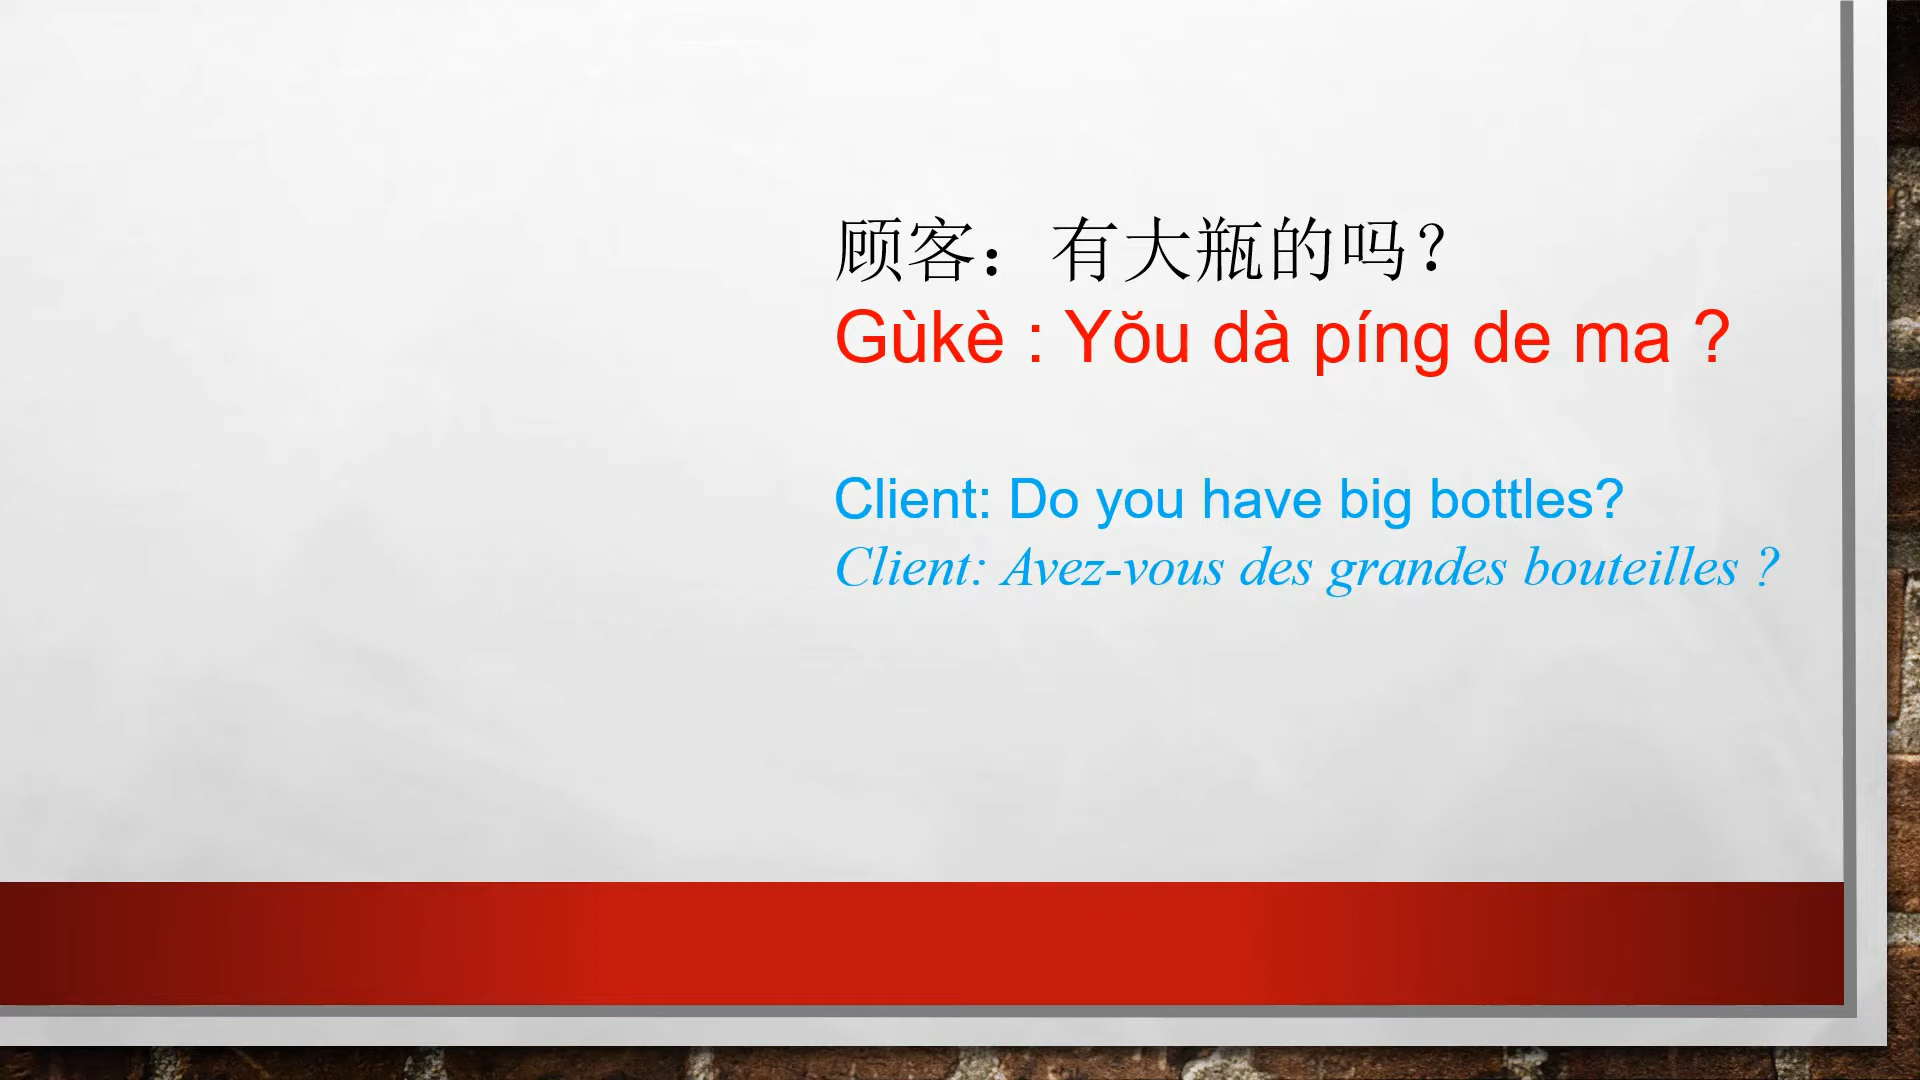 顾客：有大瓶的吗？
Gùkè : Yŏu dà píng de ma ?
Client: Do you have big bottles?
Client: Avez-vous des grandes bouteilles ?